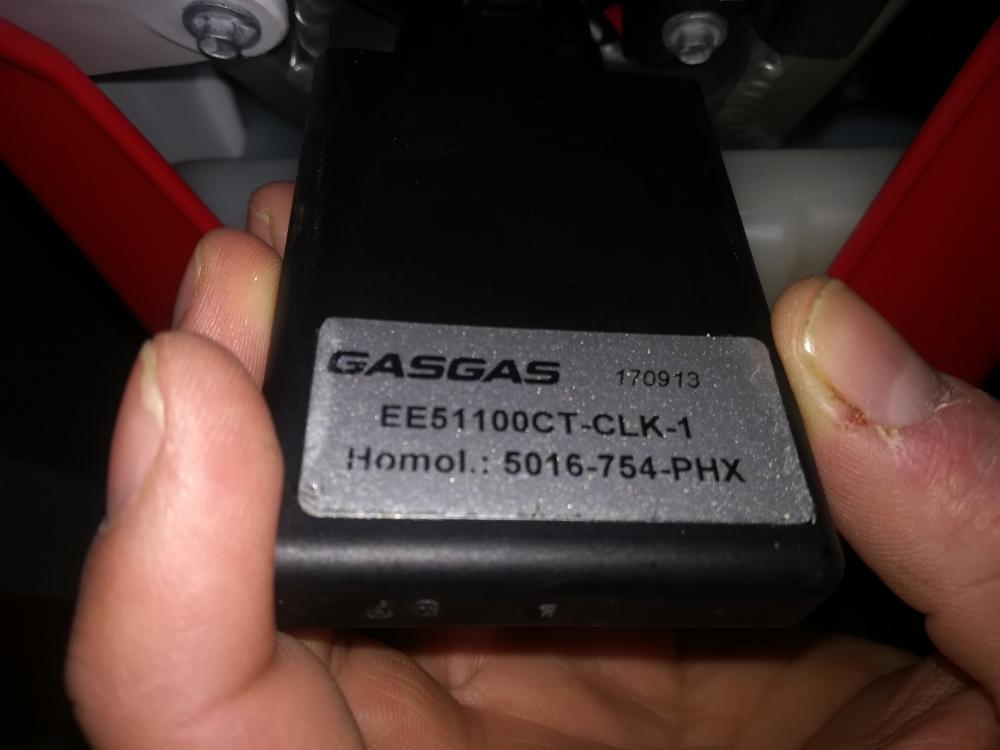 GASGAS 170913
EE51100CT-CLK-1
Homol.: 5016-754-PHX